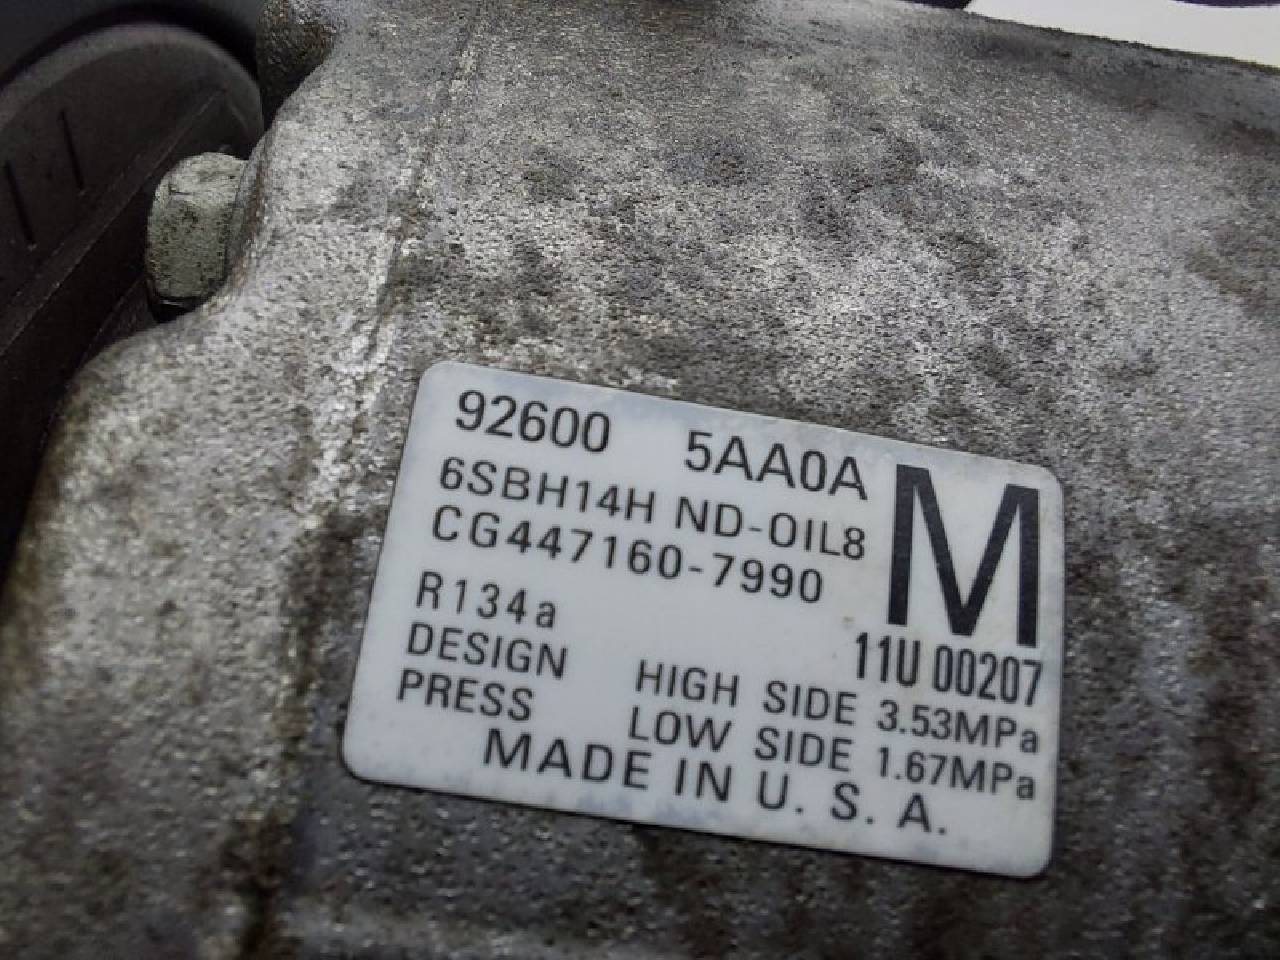 92600 5AA0A
6SBH14H ND-OIL8
CG447160-7990
M
R134a
11U 00207
DESIGN HIGH SIDE 3.53MPa
PRESS LOW SIDE 1.67MPa
MADE IN U. S. A.